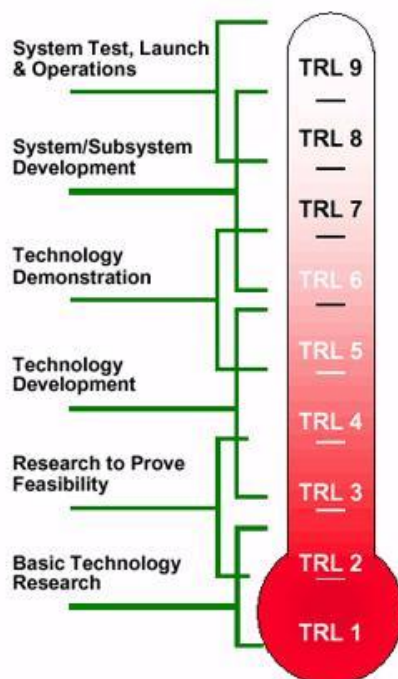 System Test, Launch
& Operations
System/Subsystem
Development
Technology
Demonstration
Technology
Development
Research to Prove
Feasibility
Basic Technology
Research
TRL 9
TRL 8
TRL 7
TRL 6
TRL 5
TRL 4
TRL 3
TRL 2
TRL 1